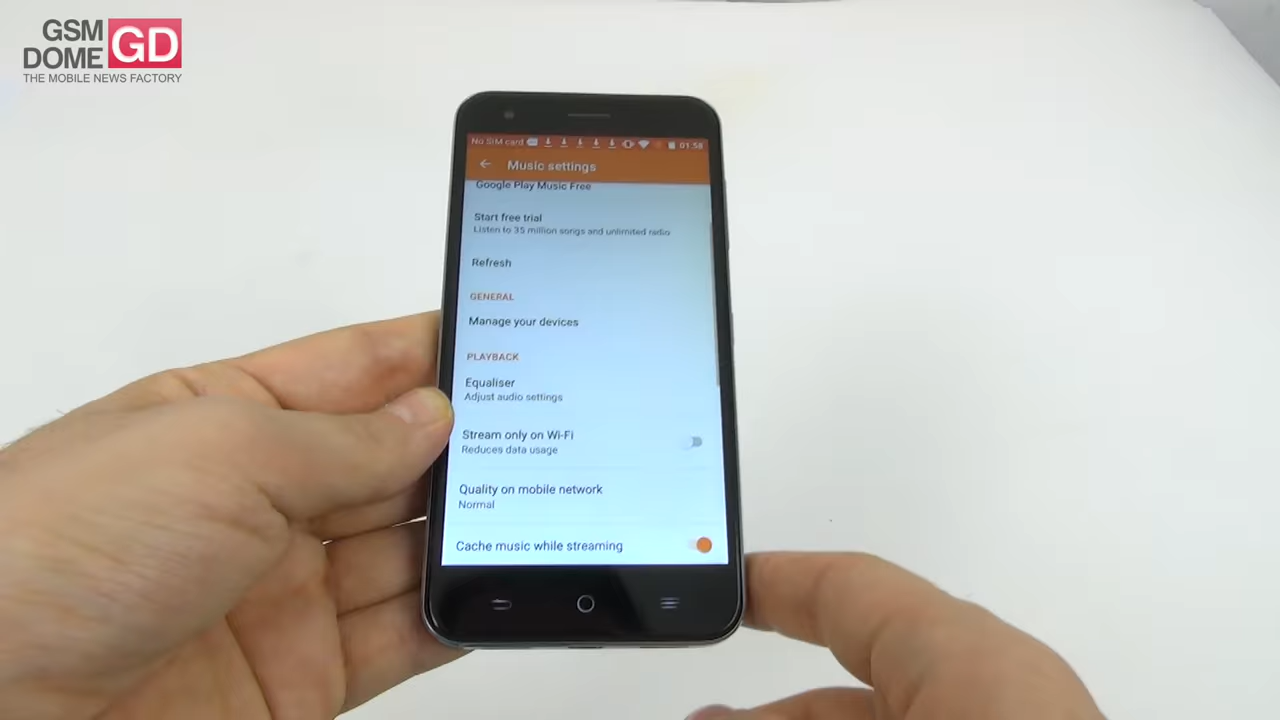 GSM
DOME
GD
THE MOBILE NEWS FACTORY
No SIM card
01:58
Music settings
Google Play Music Free
Start free trial
Listen to 35 million songs and unlimited radio
Refresh
GENERAL
Manage your devices
PLAYBACK
Equaliser
Adjust audio settings
Stream only on Wi-Fi
Reduces data usage
Quality on mobile network
Normal
Cache music while streaming